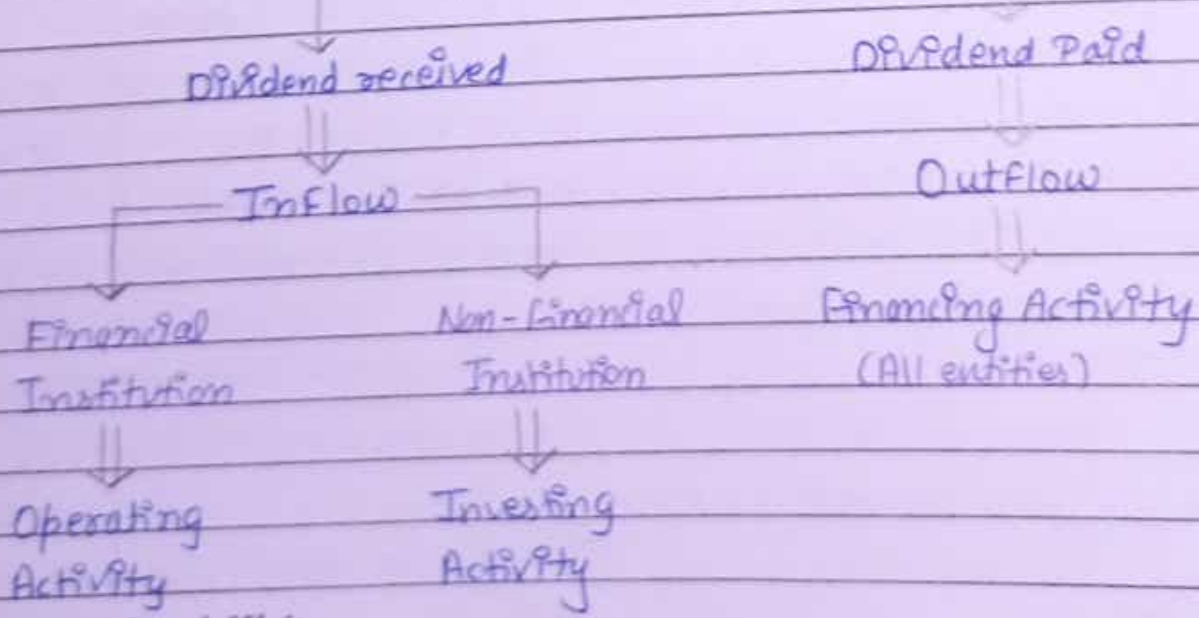 Dividend received
Dividend Paid
Inflow
Outflow
Financial
Institution
Non-financial
Institution
Financing Activity
(All entities)
Operating
Activity
Investing
Activity